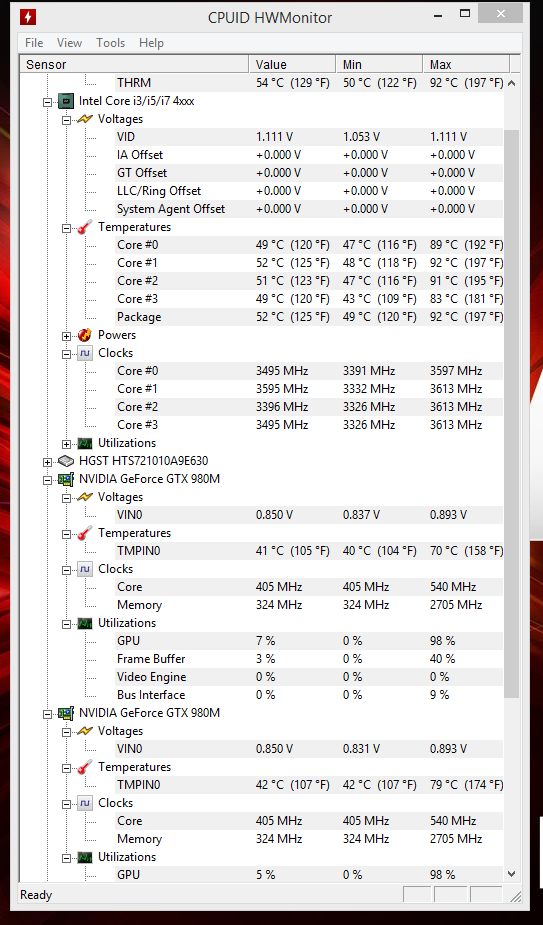 CPUID HWMonitor
File View Tools Help
Sensor Value Min Max
THRM 54 °C (129 °F) 50 °C (122 °F) 92 °C (197 °F)
Intel Core i3/i5/i7 4xxx
Voltages
VID 1.111 V 1.053 V 1.111 V
IA Offset +0.000 V +0.000 V +0.000 V
GT Offset +0.000 V +0.000 V +0.000 V
LLC/Ring Offset +0.000 V +0.000 V +0.000 V
System Agent Offset +0.000 V +0.000 V +0.000 V
Temperatures
Core #0 49 °C (120 °F) 47 °C (116 °F) 89 °C (192 °F)
Core #1 52 °C (125 °F) 48 °C (118 °F) 92 °C (197 °F)
Core #2 51 °C (123 °F) 47 °C (116 °F) 91 °C (195 °F)
Core #3 49 °C (120 °F) 43 °C (109 °F) 83 °C (181 °F)
Package 52 °C (125 °F) 49 °C (120 °F) 92 °C (197 °F)
Powers
Clocks
Core #0 3495 MHz 3391 MHz 3597 MHz
Core #1 3595 MHz 3332 MHz 3613 MHz
Core #2 3396 MHz 3326 MHz 3613 MHz
Core #3 3495 MHz 3326 MHz 3613 MHz
Utilizations
HGST HTS721010A9E630
NVIDIA GeForce GTX 980M
Voltages
VIN0 0.850 V 0.837 V 0.893 V
Temperatures
TMPIN0 41 °C (105 °F) 40 °C (104 °F) 70 °C (158 °F)
Clocks
Core 405 MHz 405 MHz 540 MHz
Memory 324 MHz 324 MHz 2705 MHz
Utilizations
GPU 7 % 0 % 98 %
Frame Buffer 3 % 0 % 40 %
Video Engine 0 % 0 % 0 %
Bus Interface 0 % 0 % 9 %
NVIDIA GeForce GTX 980M
Voltages
VIN0 0.850 V 0.831 V 0.893 V
Temperatures
TMPIN0 42 °C (107 °F) 42 °C (107 °F) 79 °C (174 °F)
Clocks
Core 405 MHz 405 MHz 540 MHz
Memory 324 MHz 324 MHz 2705 MHz
Utilizations
GPU 5 % 0 % 98 %
Ready